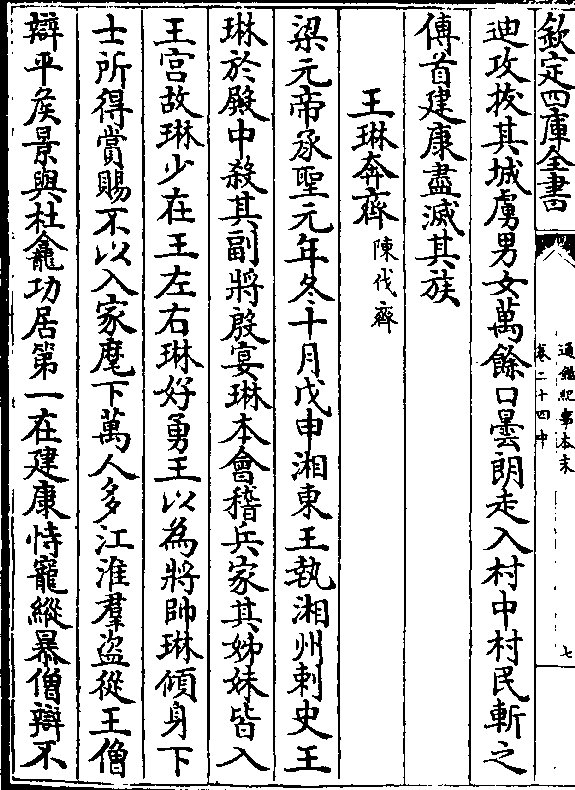 欽定四庫全書
通鑑紀事本末
卷二十四中
七
迪攻拔其城虜男女萬餘口曇朗走入村中村民斬之
傳首建康盡滅其族
王琳奔齊陳伐齊
梁元帝承聖元年冬十月戊申湘東王執湘州刺史王
琳於殿中殺其副將殷宴琳本會稽兵家其姊妹皆入
王宫故琳少在王左右琳好勇王以為將帥琳傾身下
士所得賞賜不以入家麾下萬人多江淮羣盜從王僧
辯平侯景與杜龕功居第一在建康恃寵縱暴僧辯不